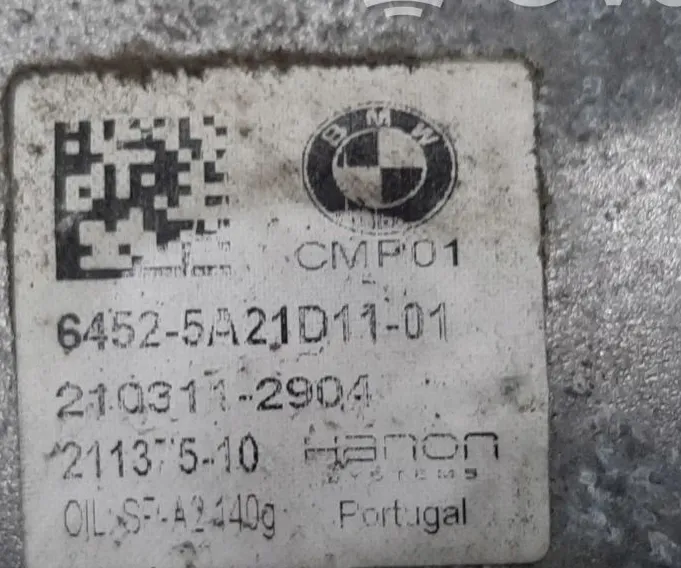 BMW
CMP01
6452-5A21D11-01
210311-2904
211375-10 Hanon
SYSTEMS
OIL: SP-A2 140g Portugal